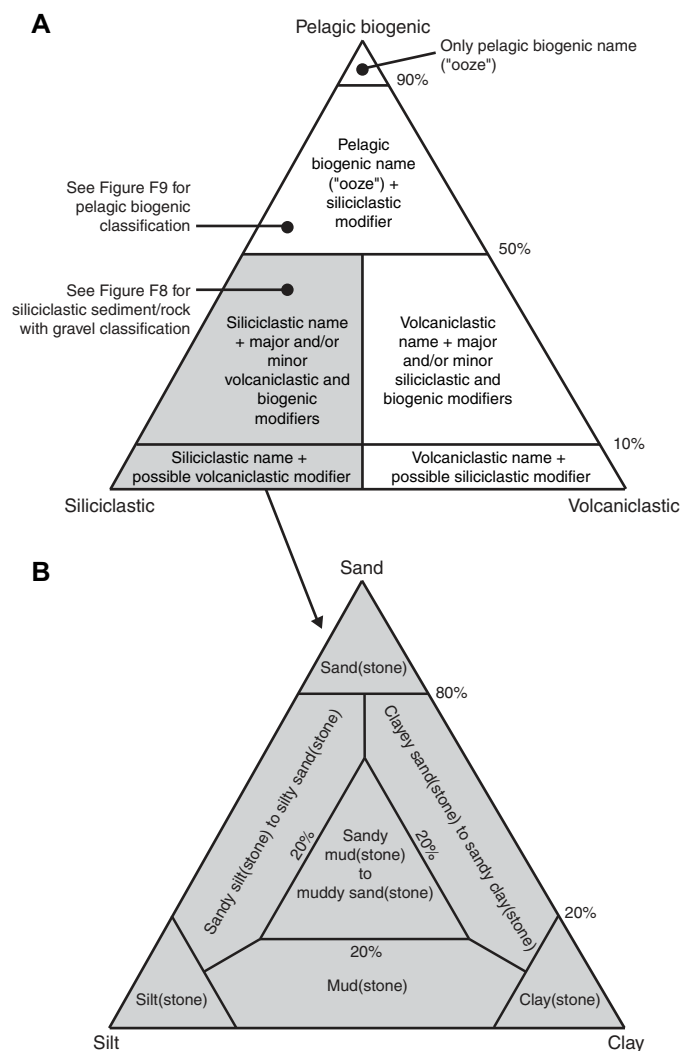 A
Pelagic biogenic
Only pelagic biogenic name
("ooze")
90%
Pelagic
biogenic name
("ooze") +
siliciclastic
modifier
See Figure F9 for
pelagic biogenic
classification
50%
See Figure F8 for
siliciclastic sediment/rock
with gravel classification
Siliciclastic name
+ major and/or
minor
volcaniclastic and
biogenic
modifiers
Volcaniclastic
name + major
and/or minor
siliciclastic and
biogenic modifiers
10%
Siliciclastic name +
possible volcaniclastic modifier
Volcaniclastic name +
possible siliciclastic modifier
Siliciclastic
Volcaniclastic
B
Sand
Sand(stone)
80%
Sandy silt(stone) to silty sand(stone)
Clayey sand(stone) to sandy clay(stone)
20%
20%
Sandy
mud(stone)
to
muddy sand(stone)
20%
20%
Mud(stone)
Silt(stone)
Clay(stone)
Silt
Clay